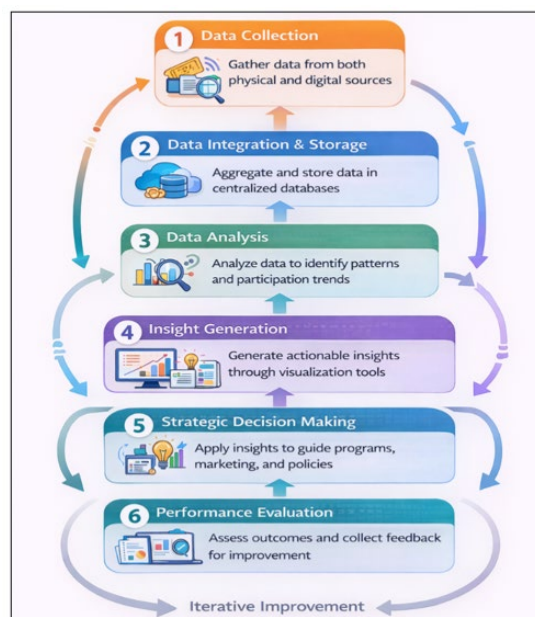 1 Data Collection
Gather data from both
physical and digital sources
2 Data Integration & Storage
Aggregate and store data in
centralized databases
3 Data Analysis
Analyze data to identify patterns
and participation trends
4 Insight Generation
Generate actionable insights
through visualization tools
5 Strategic Decision Making
Apply insights to guide programs,
marketing, and policies
6 Performance Evaluation
Assess outcomes and collect feedback
for improvement
Iterative Improvement